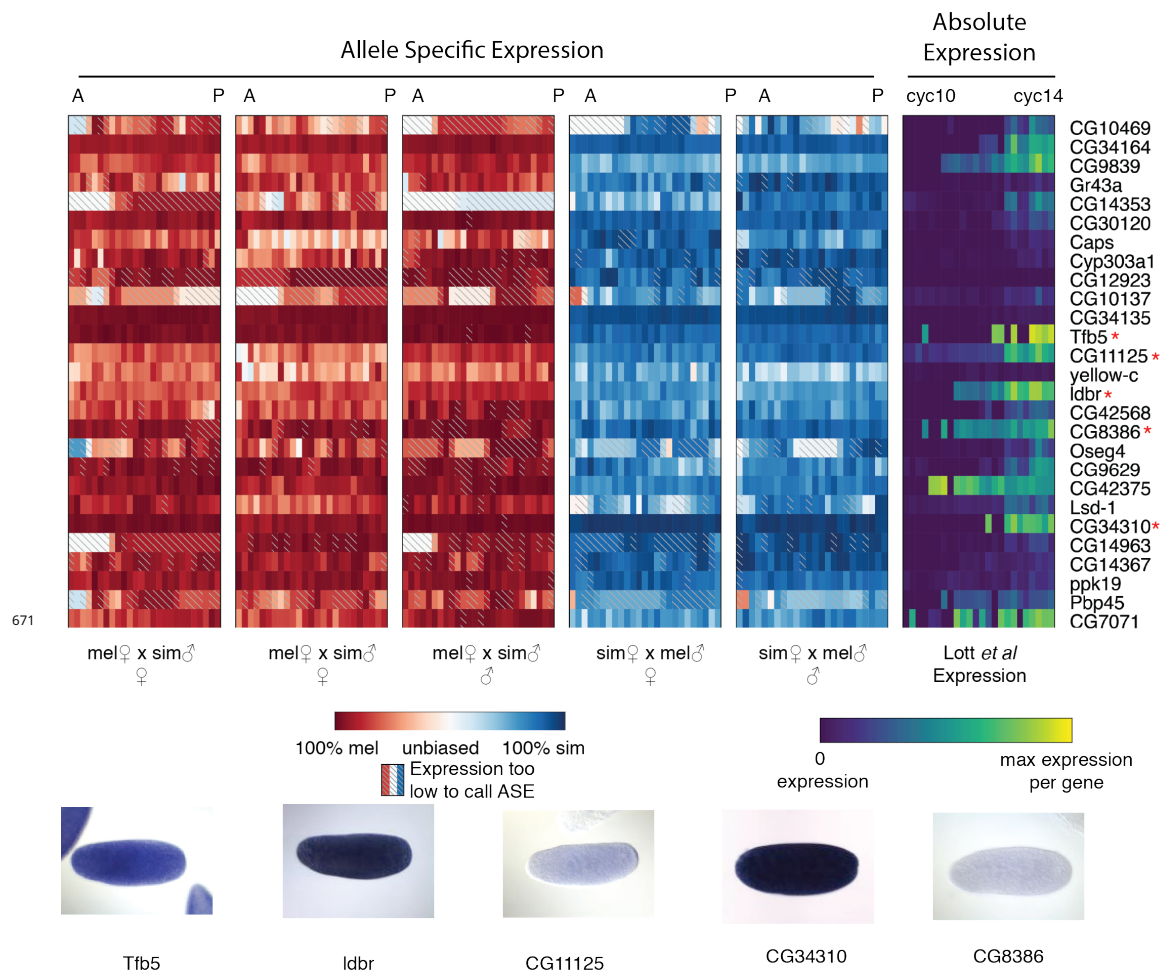 Allele Specific Expression
Absolute
Expression
A P A P A P A P A P cyc10 cyc14
CG10469
CG34164
CG9839
Gr43a
CG14353
CG30120
Caps
Cyp303a1
CG12923
CG10137
CG34135
Tfb5 *
CG11125 *
yellow-c
ldbr *
CG42568
CG8386 *
Oseg4
CG9629
CG42375
Lsd-1
CG34310 *
CG14963
CG14367
ppk19
Pbp45
671 CG7071
mel♀ x sim♂ mel♀ x sim♂ mel♀ x sim♂ sim♀ x mel♂ sim♀ x mel♂ Lott et al
♀ ♀ ♂ ♀ ♂ Expression
100% mel unbiased 100% sim
Expression too
low to call ASE
0
expression
max expression
per gene
Tfb5 ldbr CG11125 CG34310 CG8386